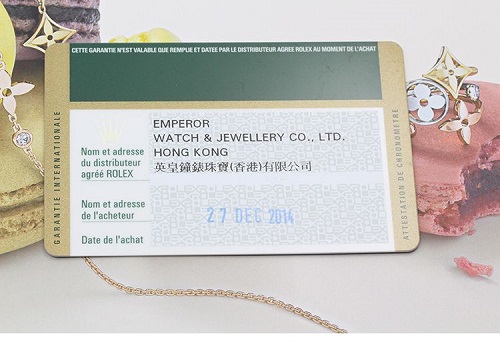 CETTE GARANTIE N'EST VALABLE QUE REMPLIE ET DATEE PAR LE DISTRIBUTEUR AGREE ROLEX AU MOMENT DE L'ACHAT
GARANTIE INTERNATIONALE
Nom et adresse
du distributeur
agréé ROLEX
EMPEROR
WATCH & JEWELLERY CO., LTD.
HONG KONG
英皇鐘錶珠寶(香港)有限公司
Nom et adresse
de l'acheteur
27 DEC 2014
Date de l'achat
ATTESTATION DE CHRONOMETRE